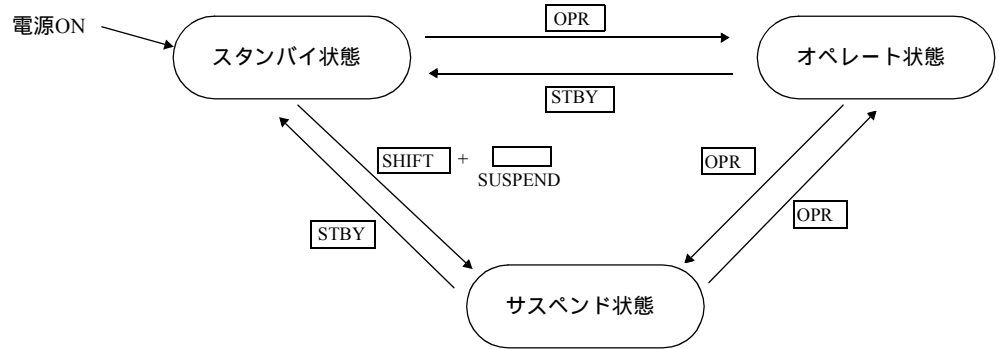 電源ON
OPR
スタンバイ状態
オペレート状態
STBY
SHIFT +
SUSPEND
OPR
OPR
STBY
サスペンド状態